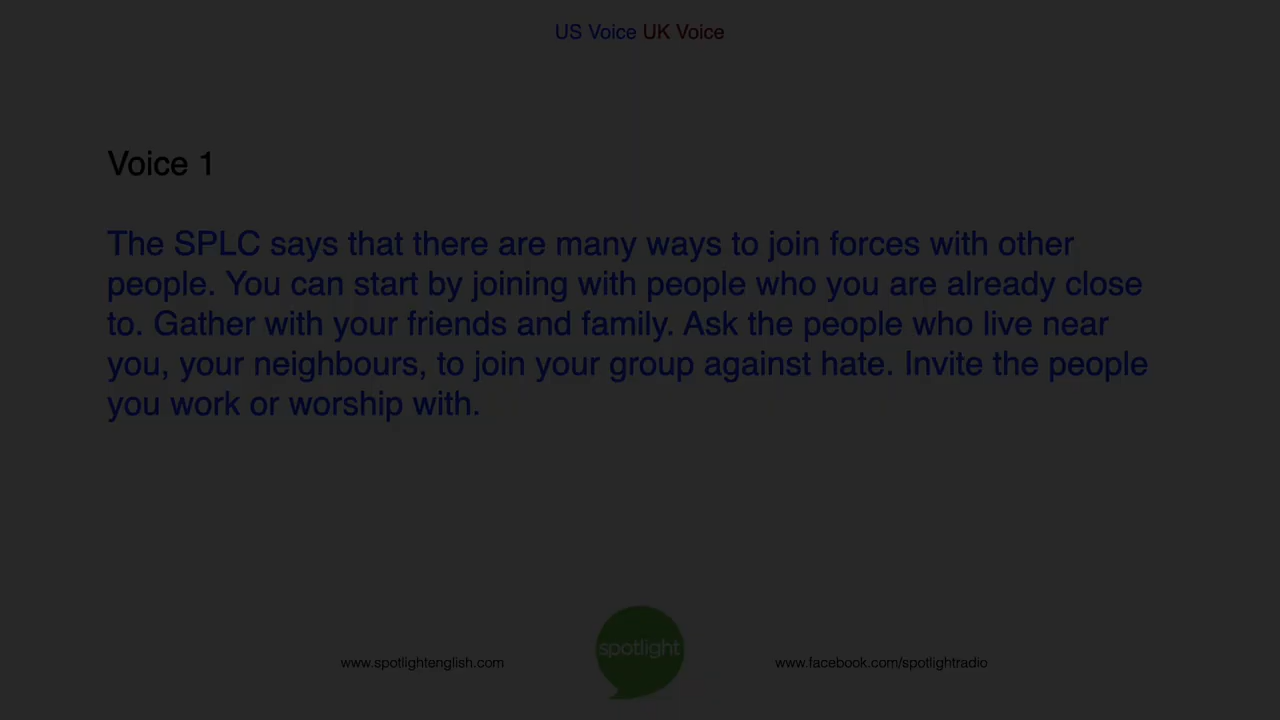 US Voice UK Voice
Voice 1
The SPLC says that there are many ways to join forces with other
people. You can start by joining with people who you are already close
to. Gather with your friends and family. Ask the people who live near
you, your neighbours, to join your group against hate. Invite the people
you work or worship with.
spotlight
www.spotlightenglish.com
www.facebook.com/spotlightradio